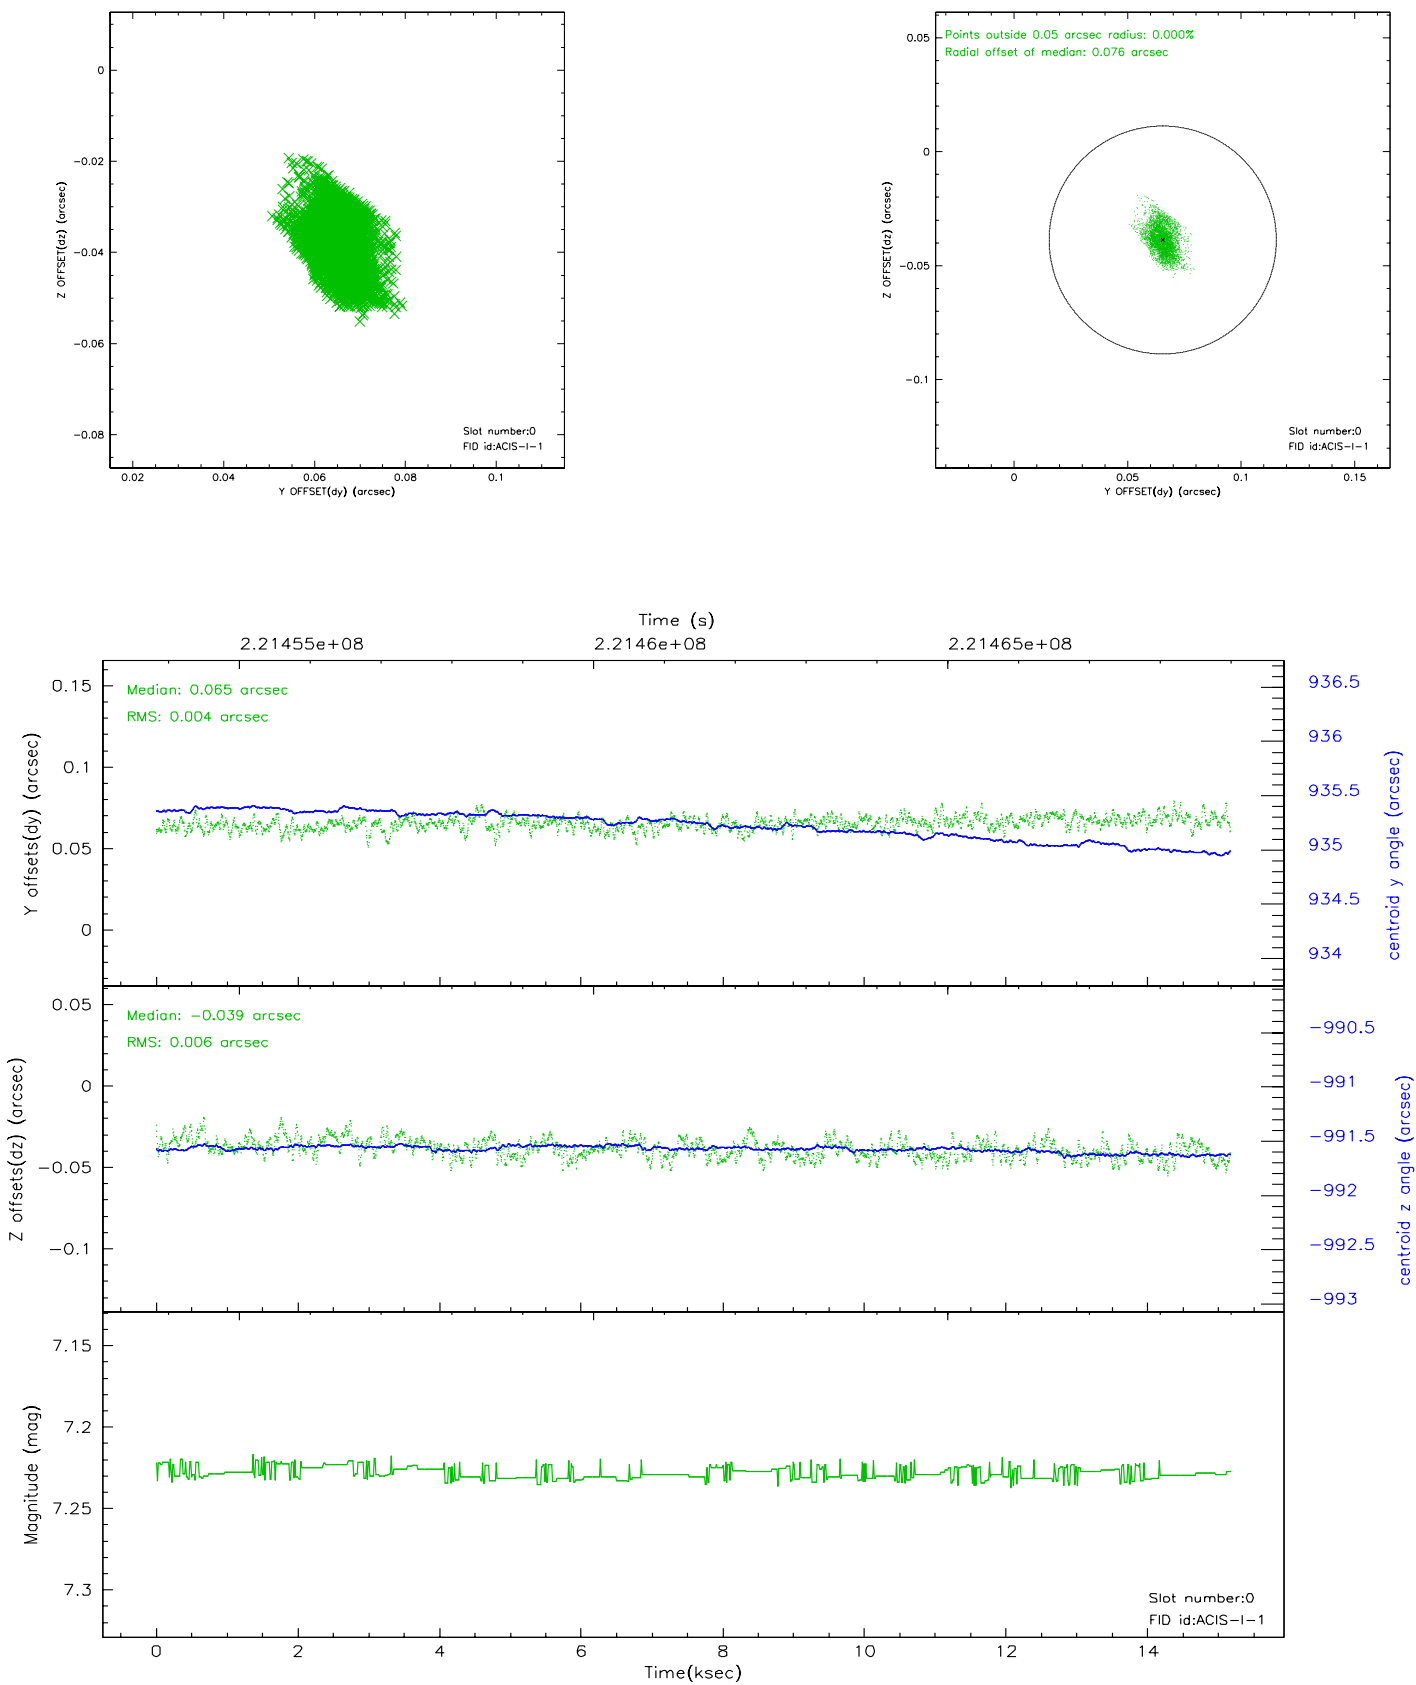 0
-0.02
-0.04
-0.06
-0.08
Z OFFSET(dz) (arcsec)
Slot number:0
FID id:ACIS-I-1
0.02 0.04 0.06 0.08 0.1
Y OFFSET(dy) (arcsec)
Points outside 0.05 arcsec radius: 0.000%
Radial offset of median: 0.076 arcsec
0.05
0
-0.05
-0.1
Z OFFSET(dz) (arcsec)
Slot number:0
FID id:ACIS-I-1
0 0.05 0.1 0.15
Y OFFSET(dy) (arcsec)
Time (s)
2.21455e+08 2.2146e+08 2.21465e+08
Median: 0.065 arcsec
RMS: 0.004 arcsec
0.15
0.1
0.05
0
Y offsets(dy) (arcsec)
936.5
936
935.5
935
934.5
934
centroid y angle (arcsec)
Median: -0.039 arcsec
RMS: 0.006 arcsec
0.05
0
-0.05
-0.1
Z offsets(dz) (arcsec)
-990.5
-991
-991.5
-992
-992.5
-993
centroid z angle (arcsec)
7.15
7.2
7.25
7.3
Magnitude (mag)
Slot number:0
FID id:ACIS-I-1
0 2 4 6 8 10 12 14
Time(ksec)